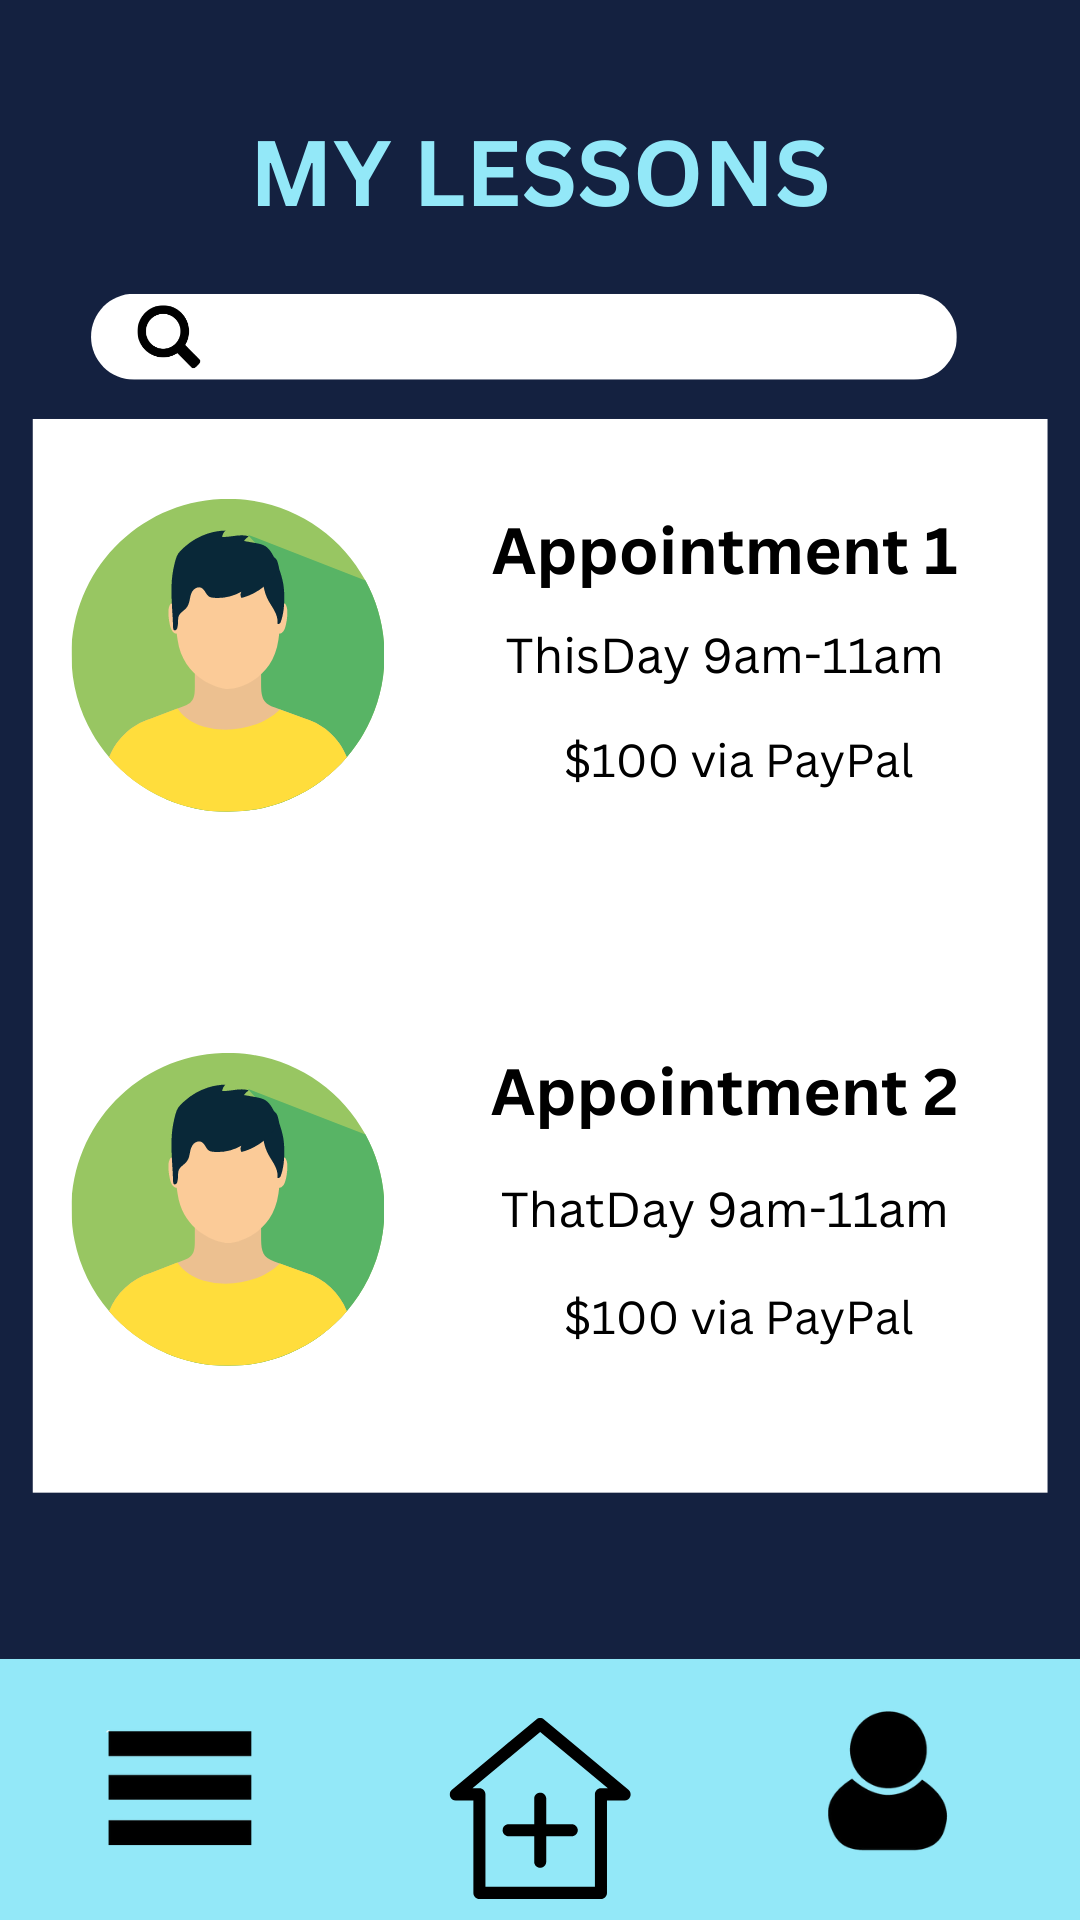 MY LESSONS
Appointment 1
ThisDay 9am-11am
$100 via PayPal
Appointment 2
ThatDay 9am-11am
$100 via PayPal